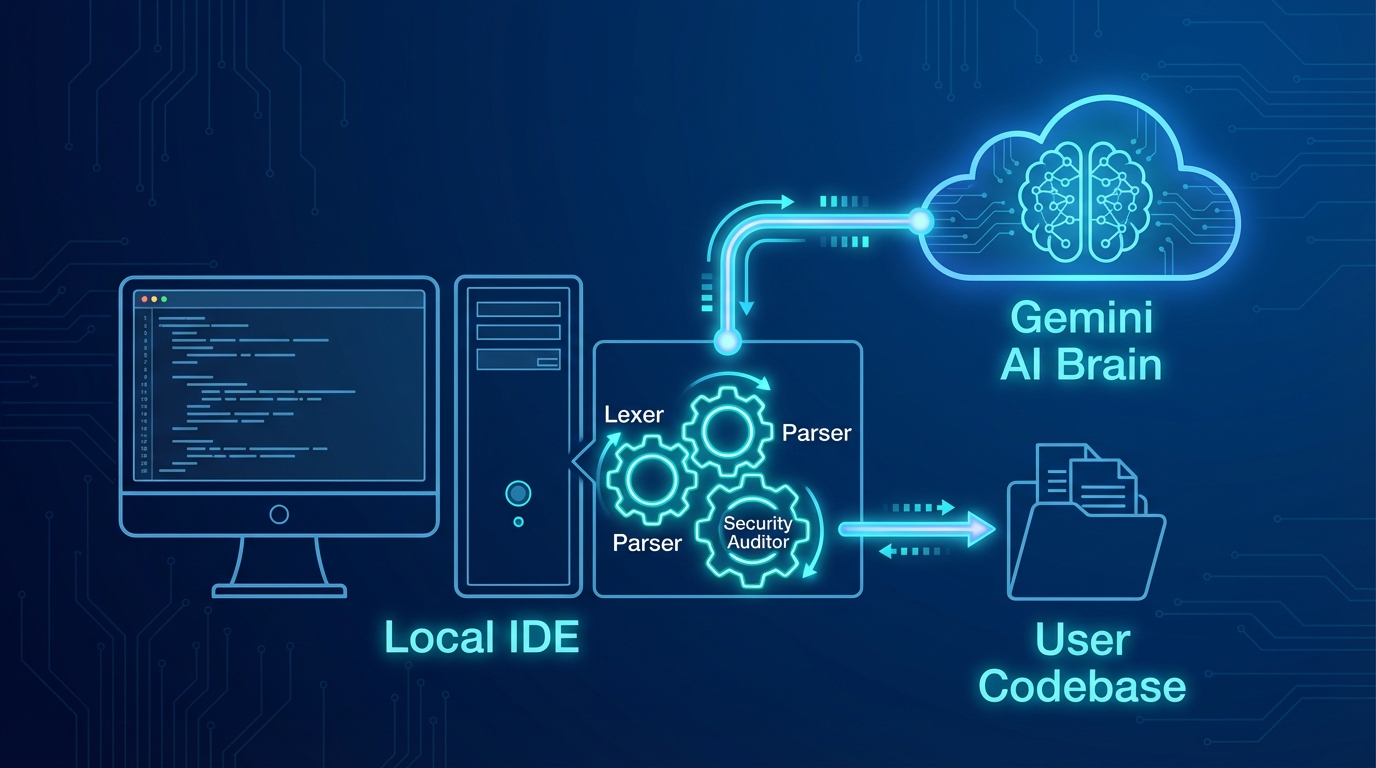 Gemini
AI Brain
Lexer
Parser
Security
Auditor
Parser
Local IDE
User
Codebase